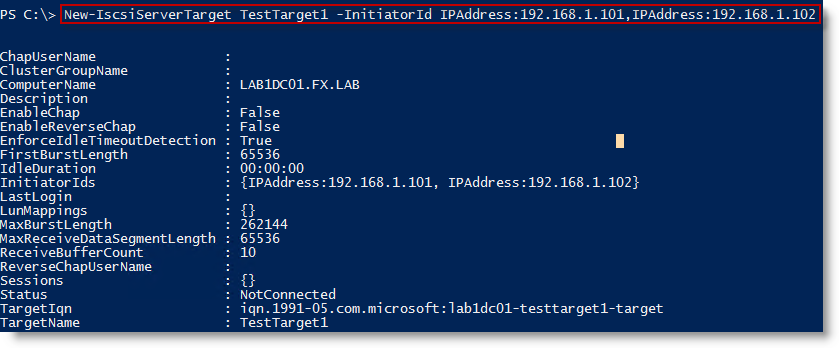 PS C:\> New-IscsiServerTarget TestTarget1 -InitiatorId IPAddress:192.168.1.101,IPAddress:192.168.1.102
ChapUserName :
ClusterGroupName :
ComputerName : LAB1DC01.FX.LAB
Description :
EnableChap : False
EnableReverseChap : False
EnforceIdleTimeoutDetection : True
FirstBurstLength : 65536
IdleDuration : 00:00:00
InitiatorIds : {IPAddress:192.168.1.101, IPAddress:192.168.1.102}
LastLogin :
LunMappings : {}
MaxBurstLength : 262144
MaxReceiveDataSegmentLength : 65536
ReceiveBufferCount : 10
ReverseChapUserName :
Sessions : {}
Status : NotConnected
TargetIqn : iqn.1991-05.com.microsoft:lab1dc01-testtarget1-target
TargetName : TestTarget1